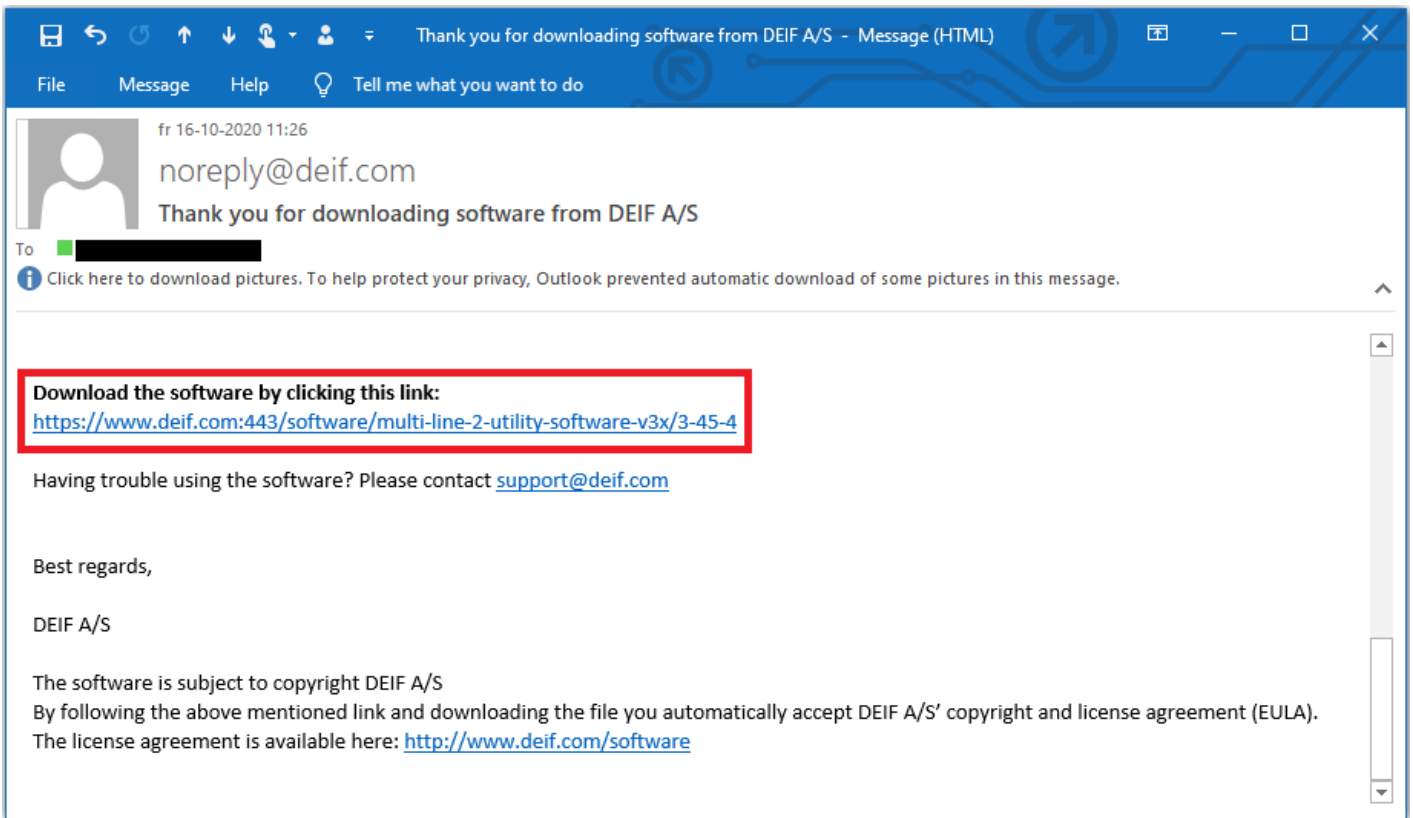 Thank you for downloading software from DEIF A/S - Message (HTML)
File Message Help Tell me what you want to do
fr 16-10-2020 11:26
noreply@deif.com
Thank you for downloading software from DEIF A/S
To
Click here to download pictures. To help protect your privacy, Outlook prevented automatic download of some pictures in this message.
Download the software by clicking this link:
https://www.deif.com:443/software/multi-line-2-utility-software-v3x/3-45-4
Having trouble using the software? Please contact support@deif.com
Best regards,
DEIF A/S
The software is subject to copyright DEIF A/S
By following the above mentioned link and downloading the file you automatically accept DEIF A/S’ copyright and license agreement (EULA).
The license agreement is available here: http://www.deif.com/software